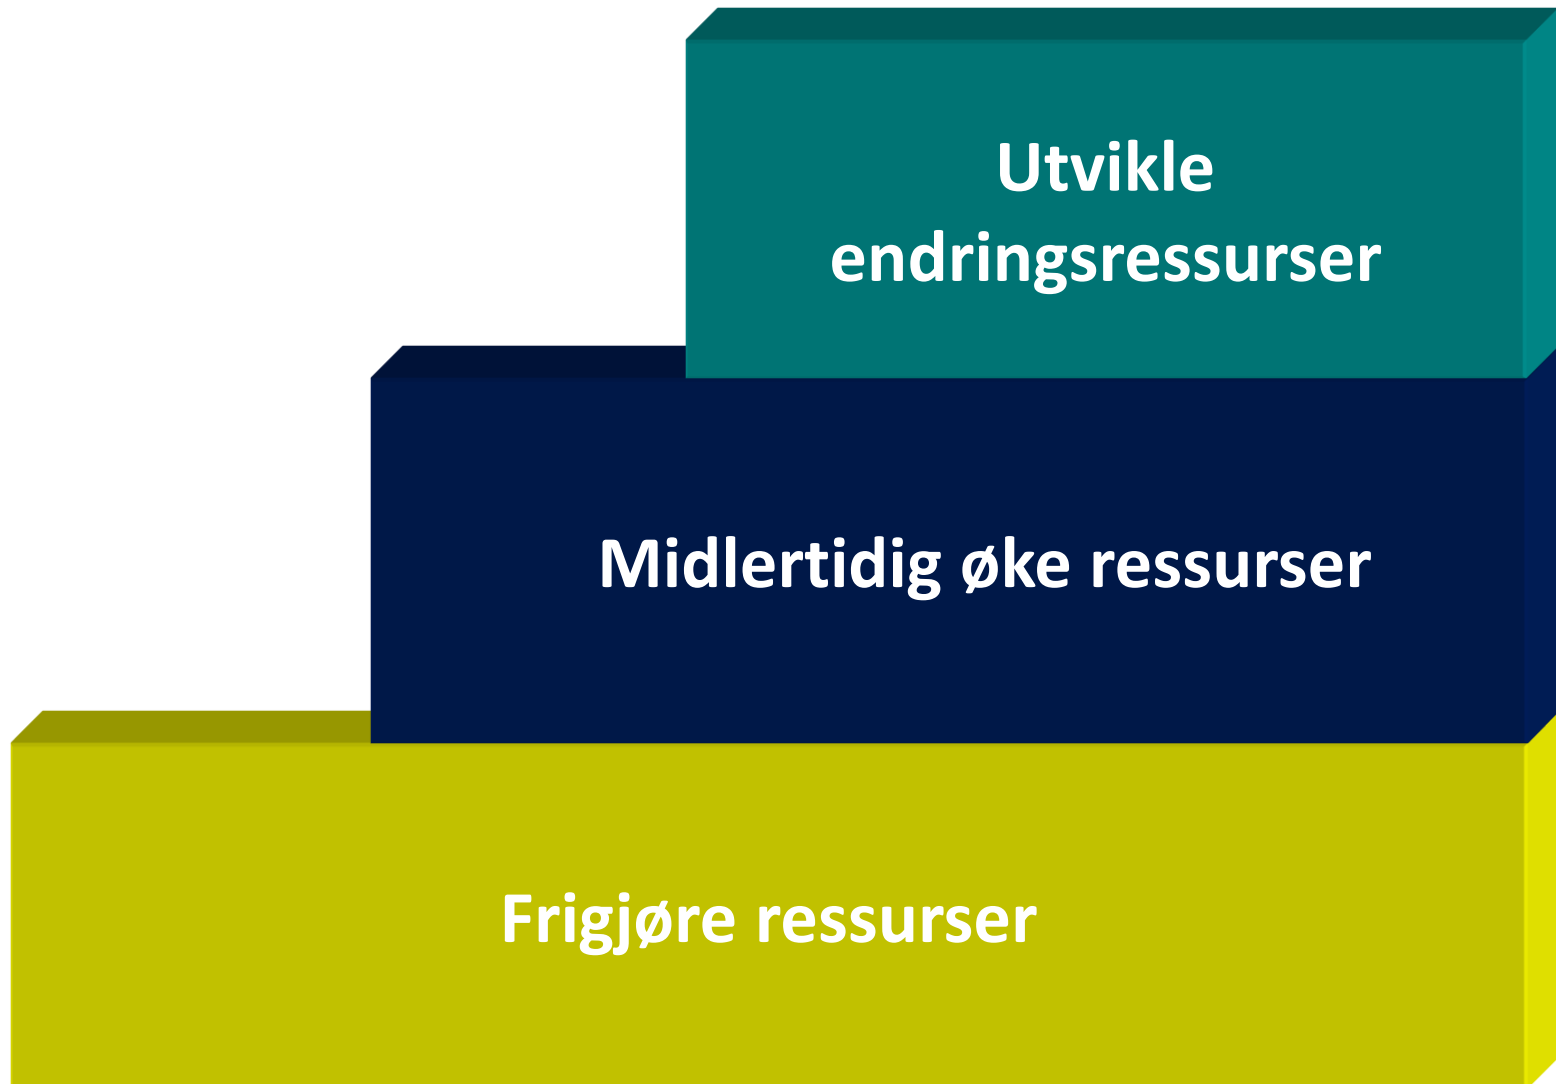 Utvikle
endringsressurser
Midlertidig øke ressurser
Frigjøre ressurser